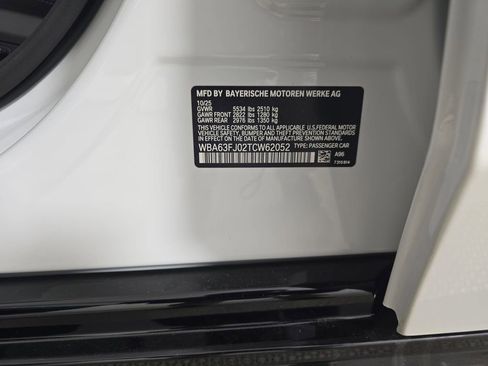 MFD BY BAYERISCHE MOTOREN WERKE AG
10/25
GVWR 5534 lbs 2510 kg
GAWR FRONT 2822 lbs 1280 kg
GAWR REAR 2976 lbs 1350 kg
THIS VEHICLE CONFORMS TO ALL APPLICABLE U.S. FEDERAL MOTOR
VEHICLE SAFETY, BUMPER AND THEFT PREVENTION STANDARDS
IN EFFECT ON THE DATE OF MANUFACTURE SHOWN ABOVE.
WBA63FJ02TCW62052 TYPE: PASSENGER CAR
A96